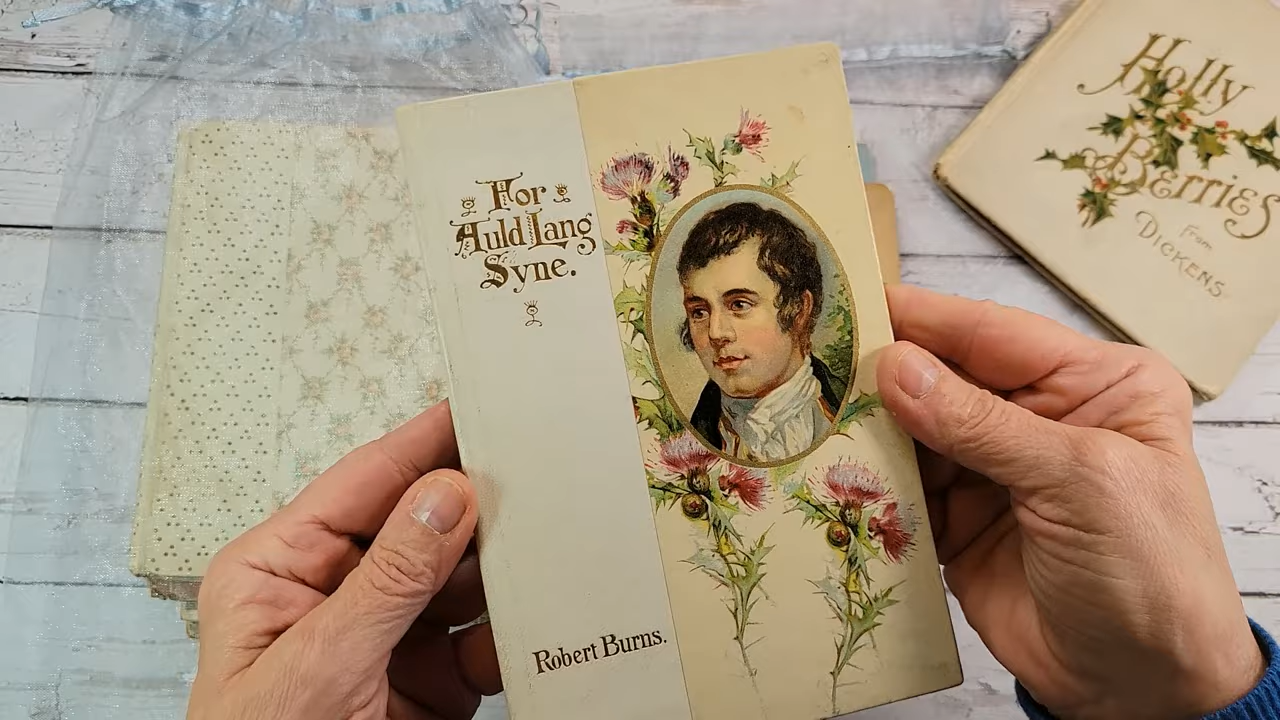 For
Auld Lang
Syne.
Robert Burns.
Holly
Berries
From
DICKENS